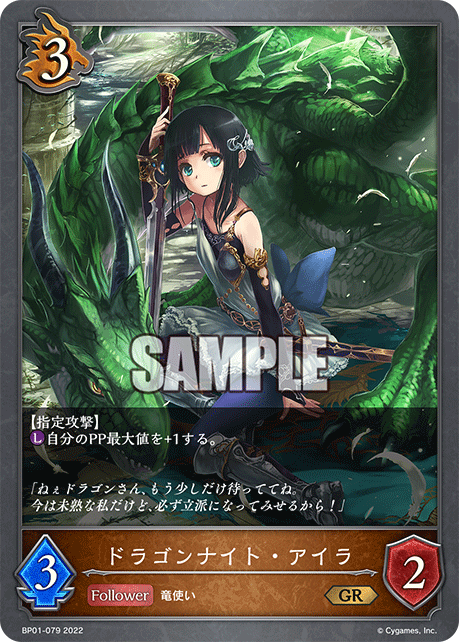 3
SAMPLE
【指定攻撃】
L 自分のPP最大値を+1する。
「ねぇドラゴンさん、もう少しだけ待っててね。
今は未熟な私だけど、必ず立派になってみせるから！」
ドラゴンナイト・アイラ
3
Follower 竜使い
GR
2
BP01-079 2022
© Cygames, Inc.